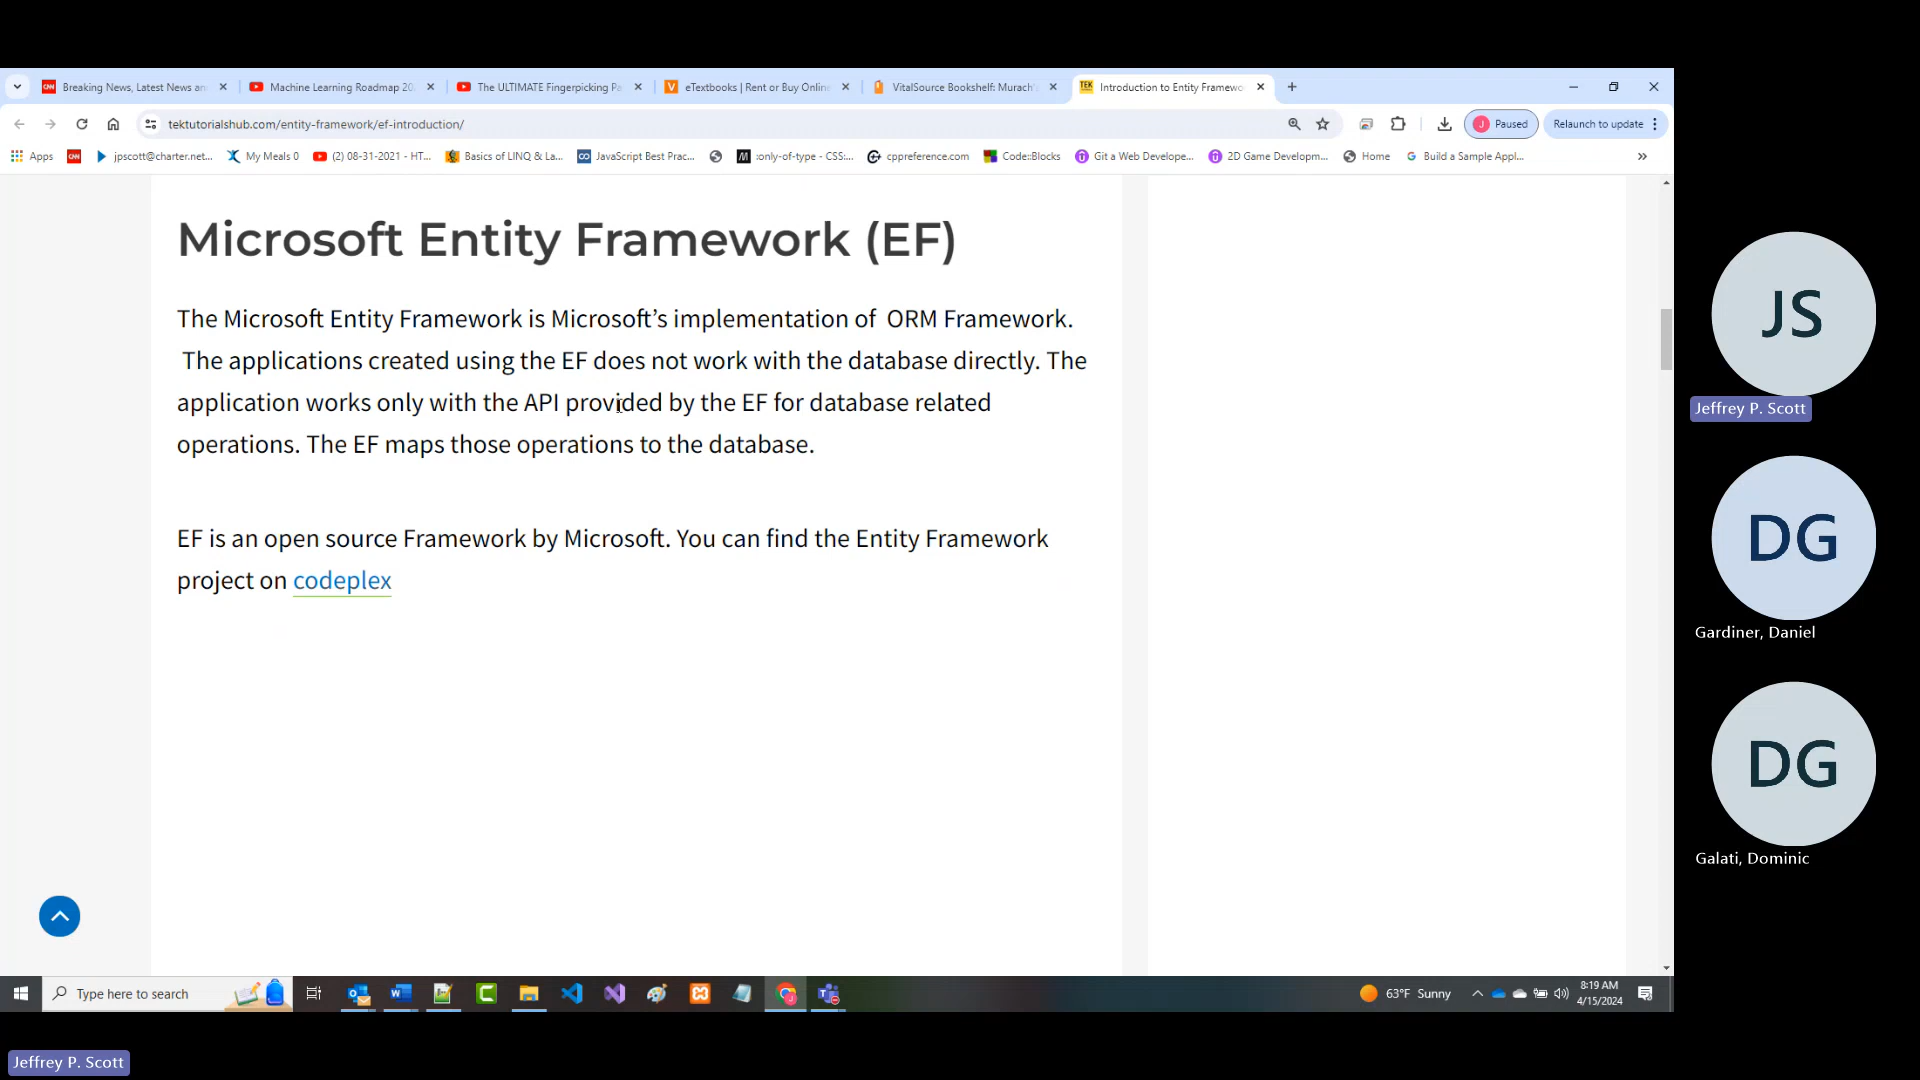 Breaking News, Latest News an
Machine Learning Roadmap 20
The ULTIMATE Fingerpicking Pa
eTextbooks | Rent or Buy Online
VitalSource Bookshelf: Murach's
TEK
Introduction to Entity Framewo
tektutorialshub.com/entity-framework/ef-introduction/
J
Paused
Relaunch to update
Apps
CNN
jpscott@charter.net...
My Meals 0
(2) 08-31-2021 - HT...
Basics of LINQ & La...
JavaScript Best Prac...
:only-of-type - CSS:...
cppreference.com
Code::Blocks
Git a Web Develope...
2D Game Developm...
Home
Build a Sample Appl...
Microsoft Entity Framework (EF)
The Microsoft Entity Framework is Microsoft’s implementation of ORM Framework.
The applications created using the EF does not work with the database directly. The
application works only with the API provided by the EF for database related
operations. The EF maps those operations to the database.
EF is an open source Framework by Microsoft. You can find the Entity Framework
project on codeplex
JS
Jeffrey P. Scott
DG
Gardiner, Daniel
DG
Galati, Dominic
Type here to search
63°F Sunny
8:19 AM
4/15/2024
Jeffrey P. Scott